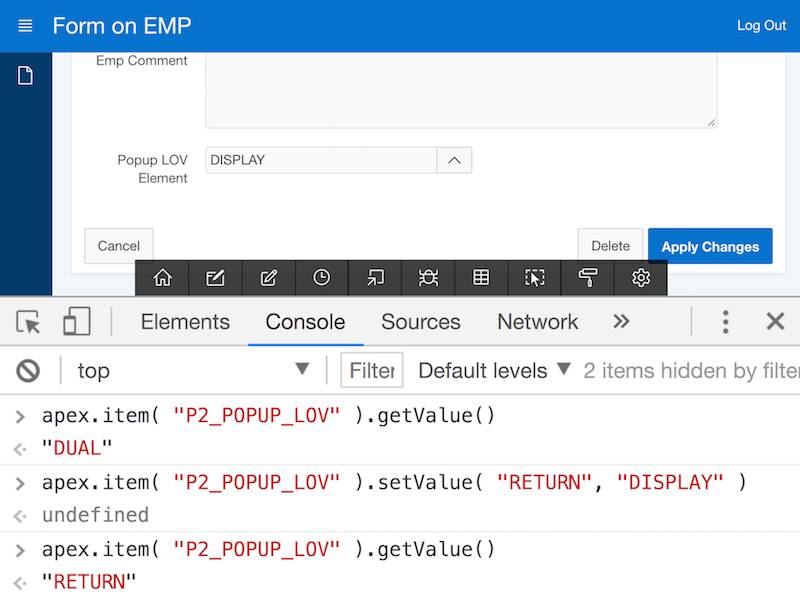 Form on EMP
Log Out
Emp Comment
Popup LOV
Element
DISPLAY
Cancel
Delete
Apply Changes
Elements
Console
Sources
Network
top
Filter
Default levels
2 items hidden by filte
apex.item( "P2_POPUP_LOV" ).getValue()
"DUAL"
apex.item( "P2_POPUP_LOV" ).setValue( "RETURN", "DISPLAY" )
undefined
apex.item( "P2_POPUP_LOV" ).getValue()
"RETURN"